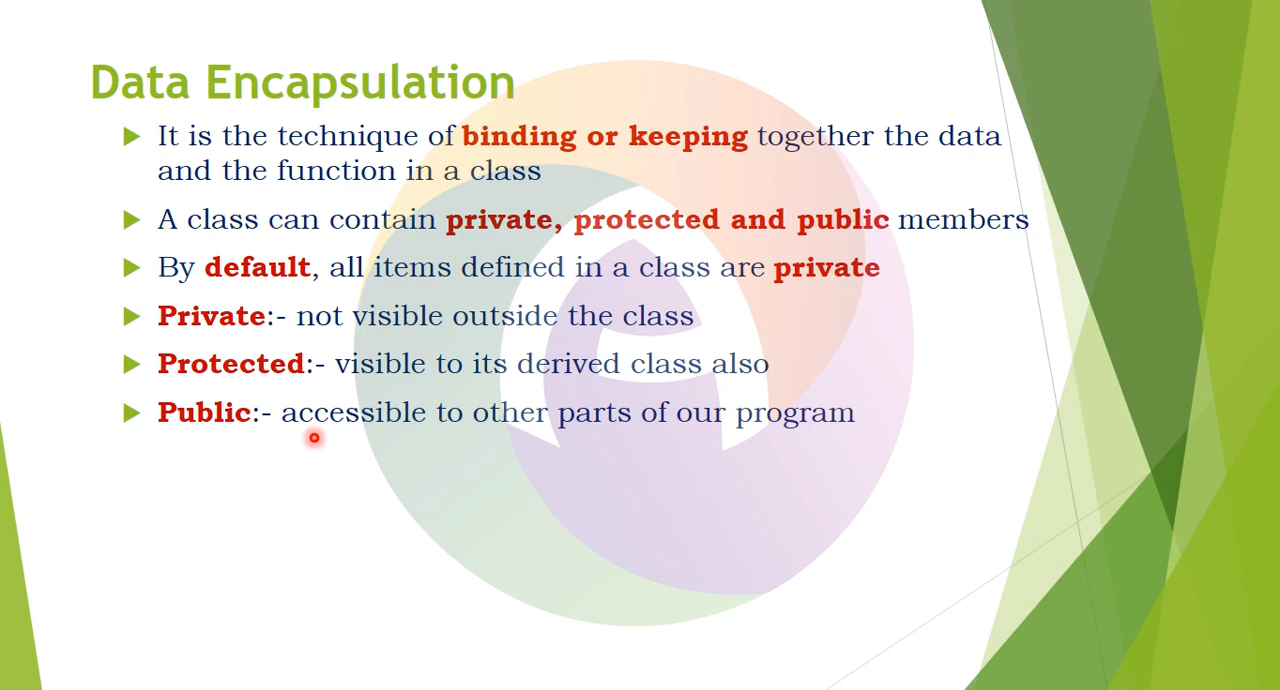 Data Encapsulation
It is the technique of binding or keeping together the data
and the function in a class
A class can contain private, protected and public members
By default, all items defined in a class are private
Private:- not visible outside the class
Protected:- visible to its derived class also
Public:- accessible to other parts of our program